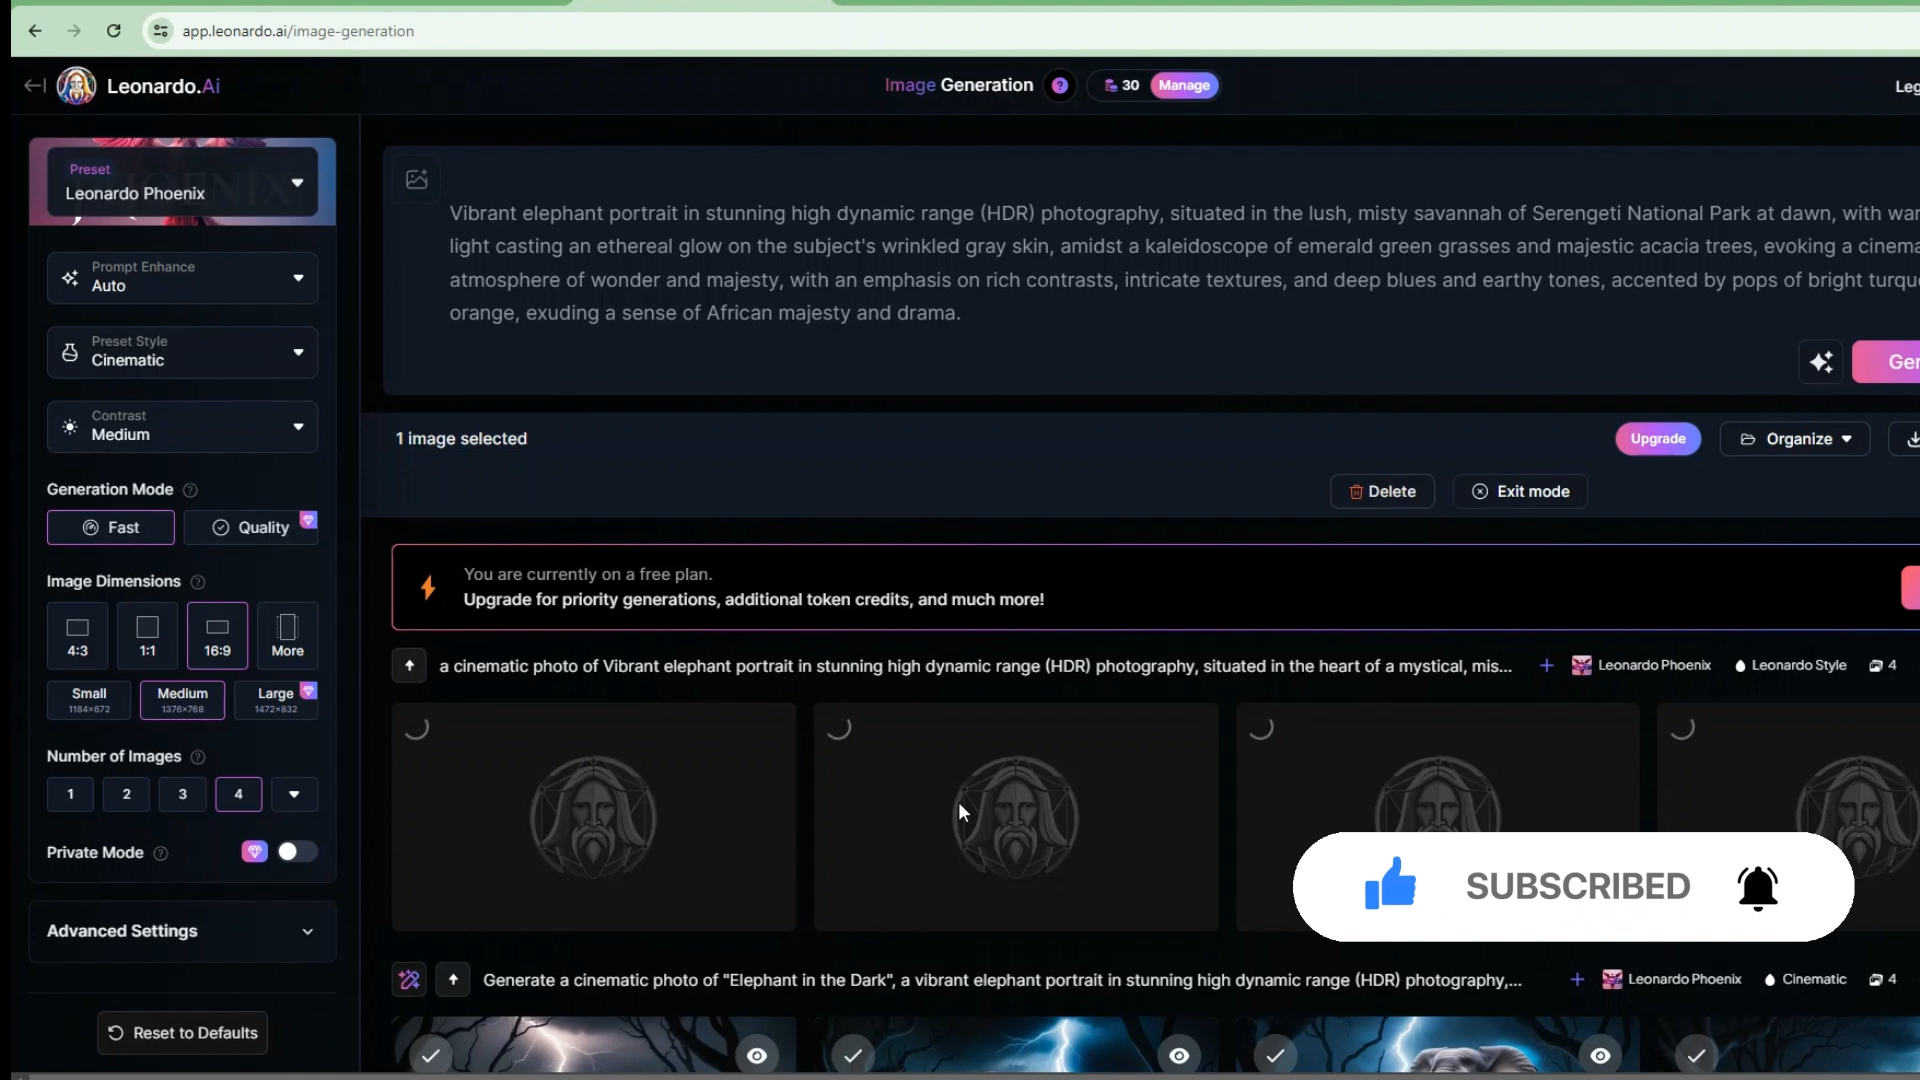 app.leonardo.ai/image-generation
Leonardo.Ai
Image Generation
?
30
Manage
Preset
Leonardo Phoenix
Prompt Enhance
Auto
Preset Style
Cinematic
Contrast
Medium
Generation Mode ?
Fast
Quality
Image Dimensions ?
4:3
1:1
16:9
More
Small
1184×672
Medium
1376×768
Large
1472×832
Number of Images ?
1
2
3
4
Private Mode ?
Advanced Settings
Reset to Defaults
Vibrant elephant portrait in stunning high dynamic range (HDR) photography, situated in the lush, misty savannah of Serengeti National Park at dawn, with
light casting an ethereal glow on the subject's wrinkled gray skin, amidst a kaleidoscope of emerald green grasses and majestic acacia trees, evoking a
atmosphere of wonder and majesty, with an emphasis on rich contrasts, intricate textures, and deep blues and earthy tones, accented by pops of bright
orange, exuding a sense of African majesty and drama.
1 image selected
Upgrade
Organize
Delete
Exit mode
You are currently on a free plan.
Upgrade for priority generations, additional token credits, and much more!
a cinematic photo of Vibrant elephant portrait in stunning high dynamic range (HDR) photography, situated in the heart of a mystical, mis...
Leonardo Phoenix
Leonardo Style
4
SUBSCRIBED
Generate a cinematic photo of "Elephant in the Dark", a vibrant elephant portrait in stunning high dynamic range (HDR) photography,...
Leonardo Phoenix
Cinematic
4